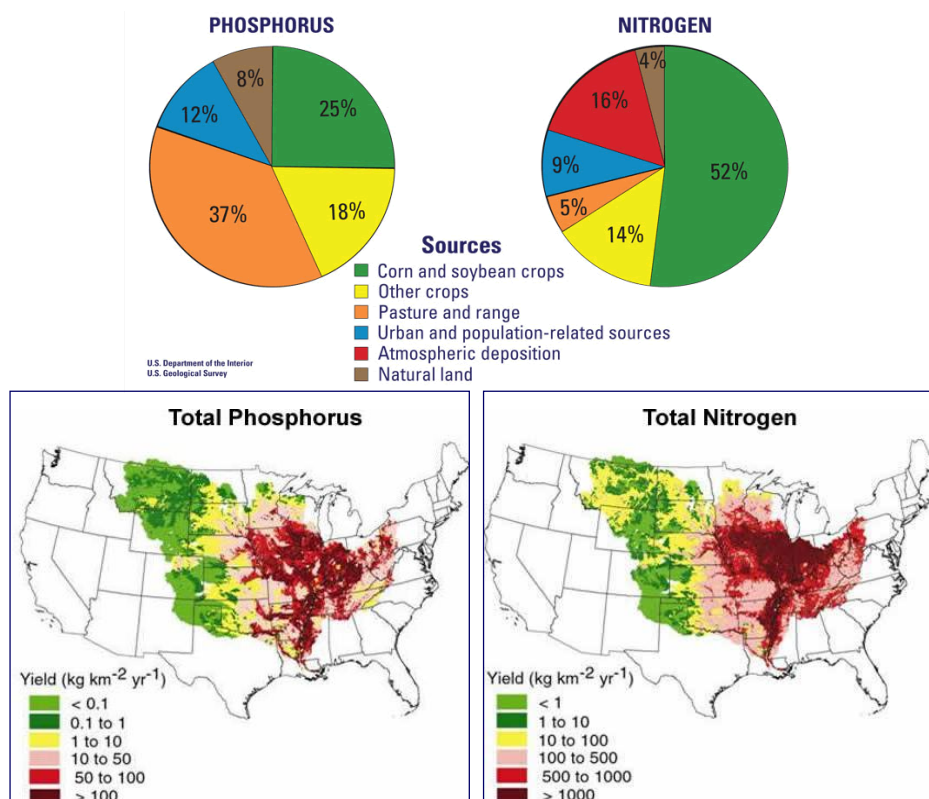 PHOSPHORUS
8%
25%
12%
37%
18%
NITROGEN
4%
16%
52%
9%
5%
14%
Sources
Corn and soybean crops
Other crops
Pasture and range
Urban and population-related sources
Atmospheric deposition
Natural land
U.S. Department of the Interior
U.S. Geological Survey
Total Phosphorus
Yield (kg km⁻² yr⁻¹)
< 0.1
0.1 to 1
1 to 10
10 to 50
50 to 100
> 100
Total Nitrogen
Yield (kg km⁻² yr⁻¹)
< 1
1 to 10
10 to 100
100 to 500
500 to 1000
> 1000